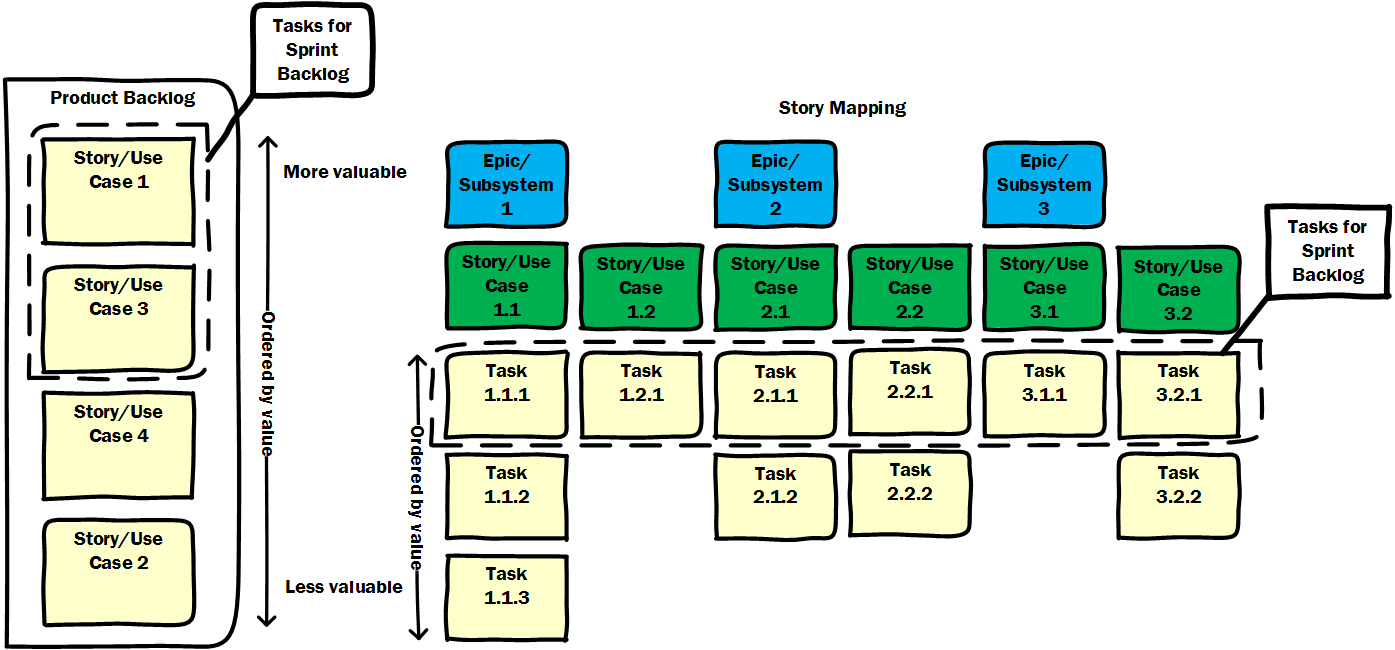 Tasks for
Sprint
Backlog
Product Backlog
Story/Use
Case 1
Story/Use
Case 3
Story/Use
Case 4
Story/Use
Case 2
More valuable
Ordered by value
Less valuable
Story Mapping
Epic/
Subsystem
1
Epic/
Subsystem
2
Epic/
Subsystem
3
Story/Use
Case
1.1
Story/Use
Case
1.2
Story/Use
Case
2.1
Story/Use
Case
2.2
Story/Use
Case
3.1
Story/Use
Case
3.2
Tasks for
Sprint
Backlog
Ordered by value
Task
1.1.1
Task
1.2.1
Task
2.1.1
Task
2.2.1
Task
3.1.1
Task
3.2.1
Task
1.1.2
Task
2.1.2
Task
2.2.2
Task
3.2.2
Task
1.1.3